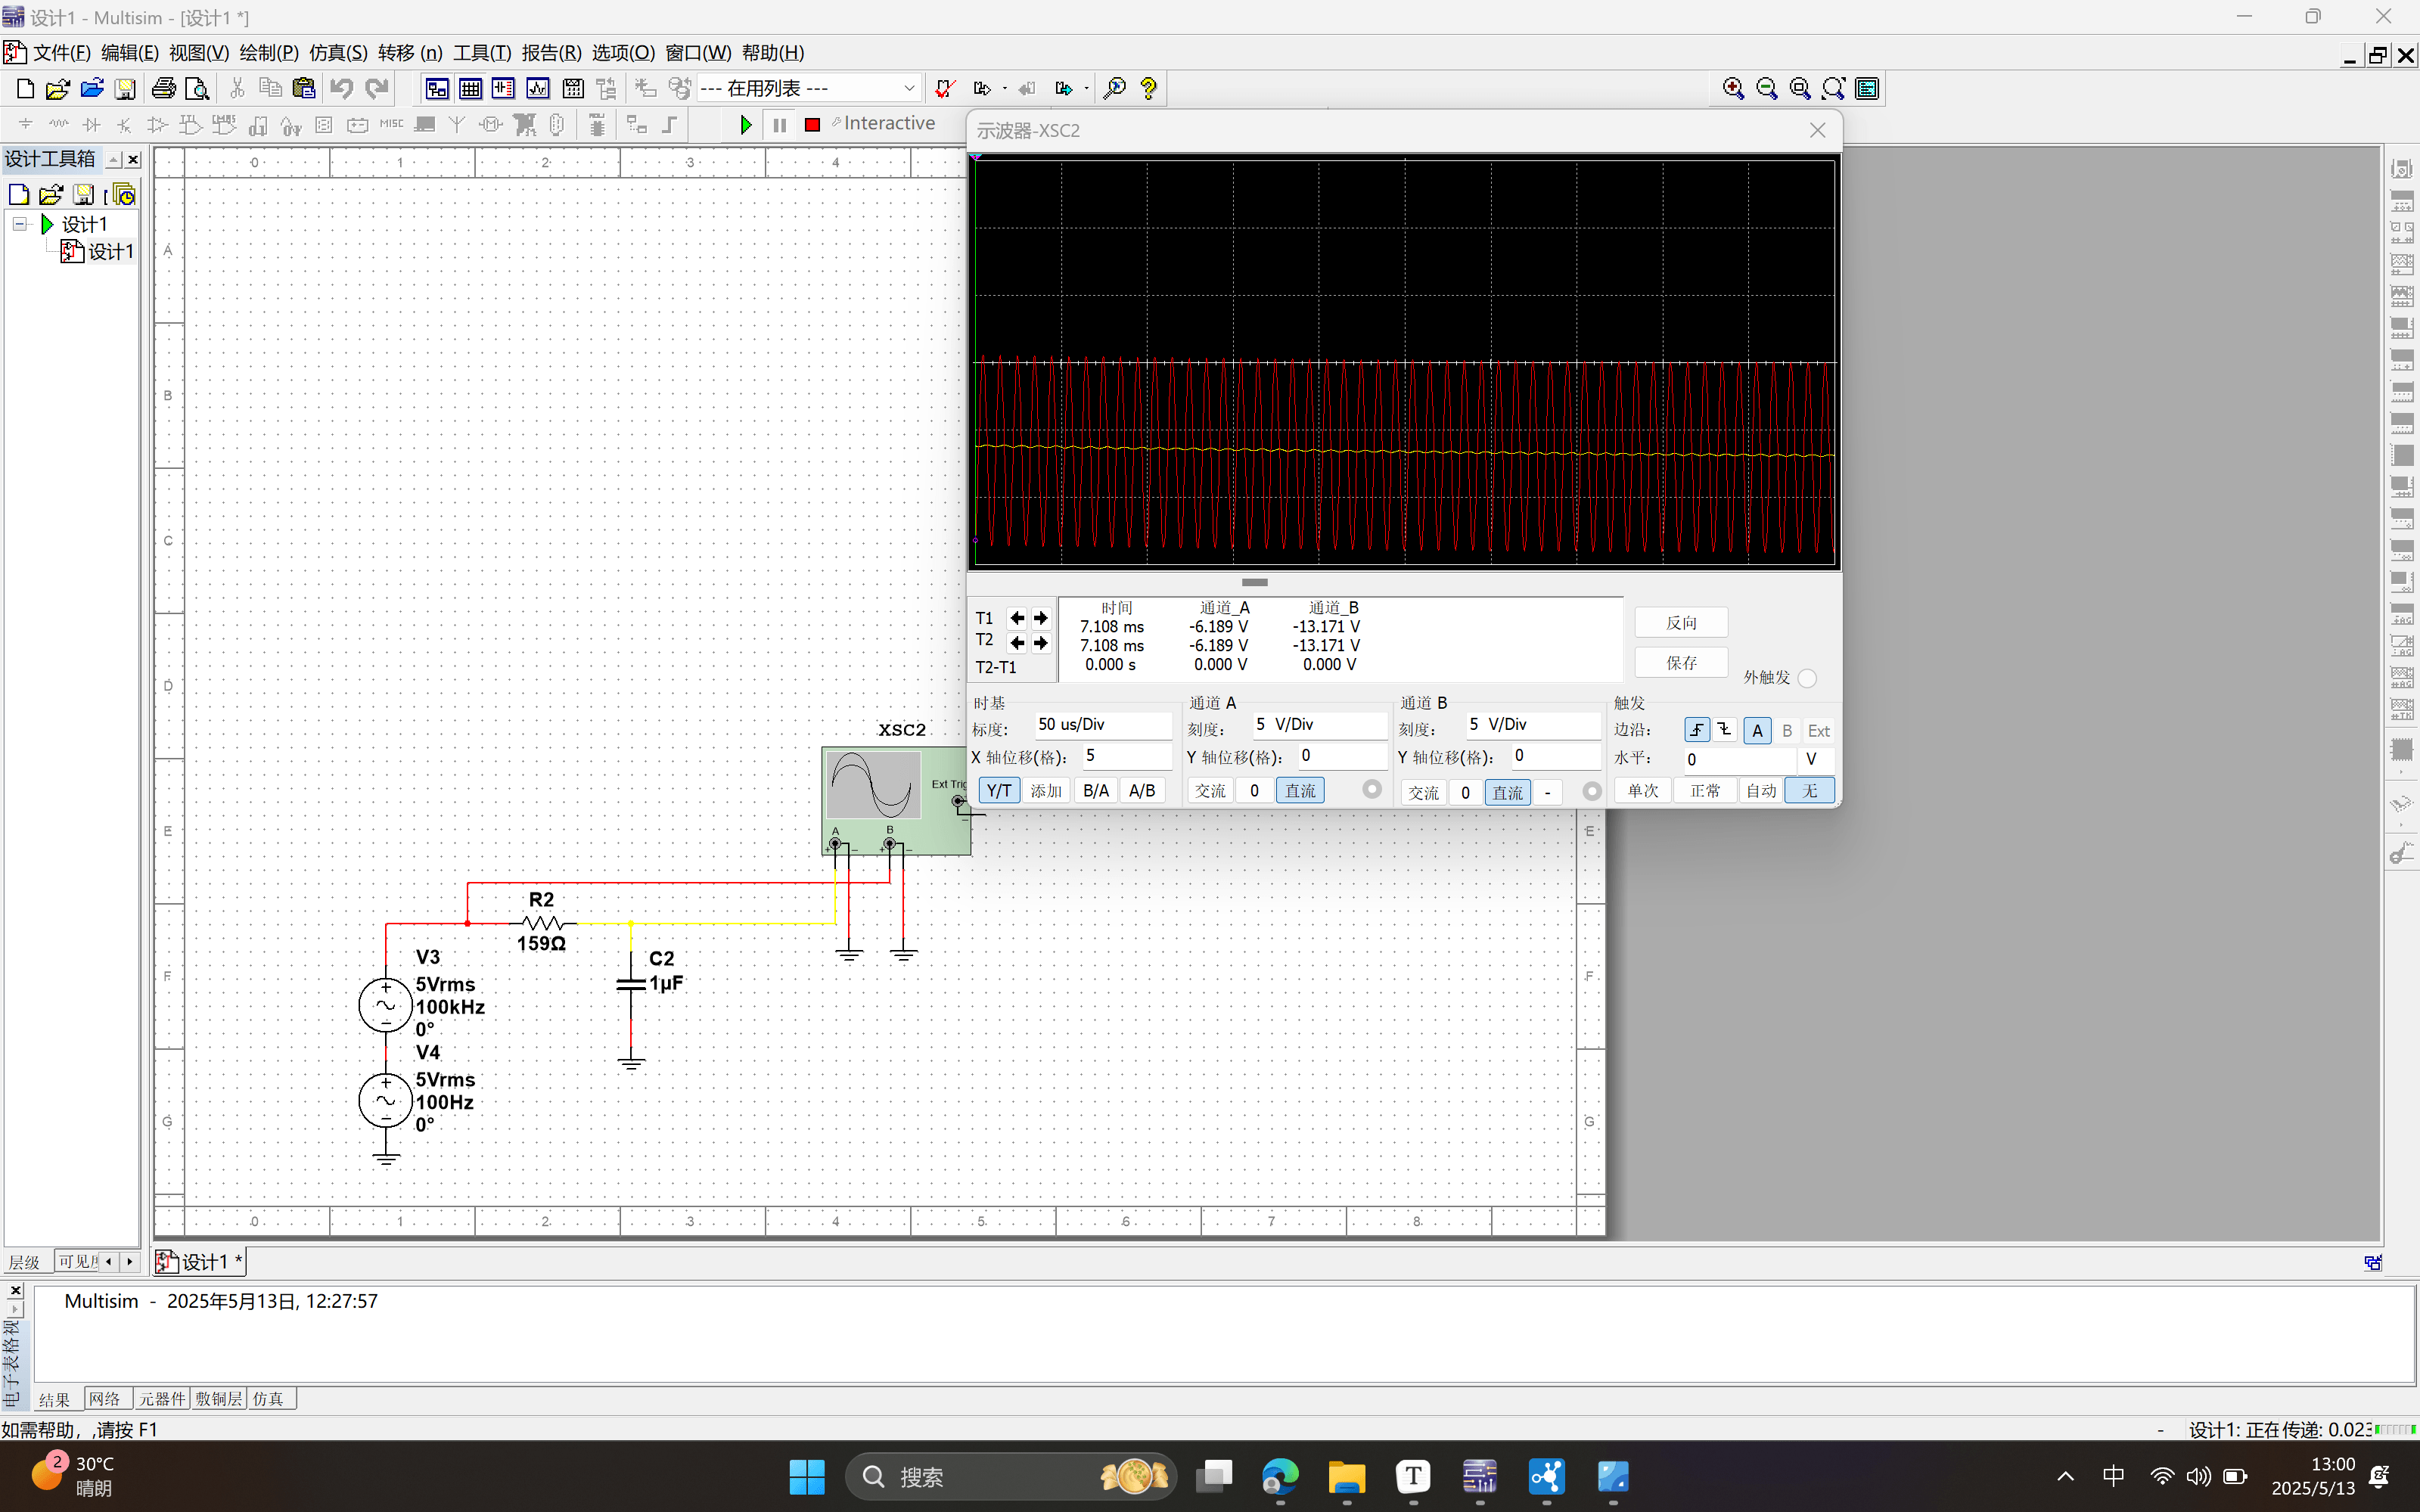 设计1 - Multisim - [设计1 *]
文件(F) 编辑(E) 视图(V) 绘制(P) 仿真(S) 转移 (n) 工具(T) 报告(R) 选项(O) 窗口(W) 帮助(H)
--- 在用列表 ---
MISC
Interactive
设计工具箱
设计1
设计1
层级
0 1 2 3 4
A
B
C
D
E
F
G
示波器-XSC2
时间 通道_A 通道_B
T1 7.108 ms -6.189 V -13.171 V
T2 7.108 ms -6.189 V -13.171 V
T2-T1 0.000 s 0.000 V 0.000 V
反向
保存
外触发
时基 通道 A 通道 B 触发
标度: 50 us/Div 刻度: 5 V/Div 刻度: 5 V/Div 边沿: A B Ext
X 轴位移(格): 5 Y 轴位移(格): 0 Y 轴位移(格): 0 水平: 0 V
Y/T 添加 B/A A/B 交流 0 直流 交流 0 直流 - 单次 正常 自动 无
XSC2
Ext Trig
A B
R2
159Ω
C2
1µF
V3
5Vrms
100kHz
0°
V4
5Vrms
100Hz
0°
E
F
G
0 1 2 3 4 5 6 7 8
设计1 *
Multisim - 2025年5月13日, 12:27:57
结果 网络 元器件 敷铜层 仿真
如需帮助，,请按 F1
- 设计1: 正在传递: 0.023
2
30°C
晴朗
搜索
T
中
13:00
2025/5/13